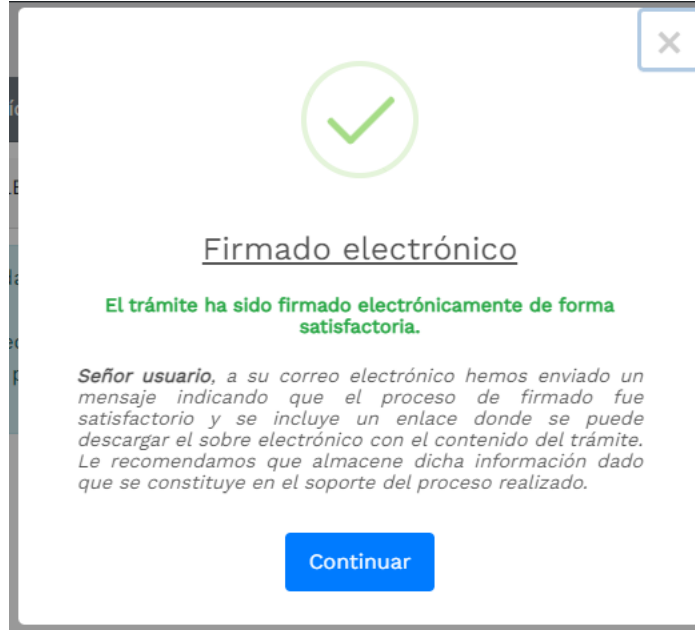 ×
Firmado electrónico
El trámite ha sido firmado electrónicamente de forma
satisfactoria.
Señor usuario, a su correo electrónico hemos enviado un
mensaje indicando que el proceso de firmado fue
satisfactorio y se incluye un enlace donde se puede
descargar el sobre electrónico con el contenido del trámite.
Le recomendamos que almacene dicha información dado
que se constituye en el soporte del proceso realizado.
Continuar